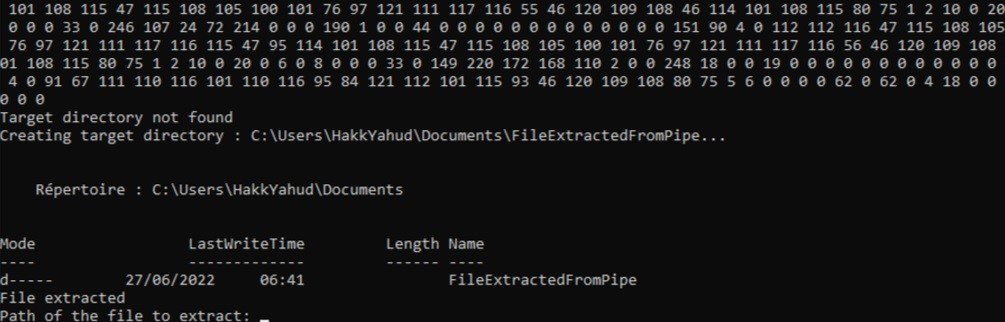 101 108 115 47 115 108 105 100 101 76 97 121 111 117 116 55 46 120 109 108 46 114 101 108 115 80 75 1 2 10 0 20
0 0 0 33 0 246 107 24 72 214 0 0 0 190 1 0 0 44 0 0 0 0 0 0 0 0 0 0 0 151 90 4 0 112 112 116 47 115 108 105
76 97 121 111 117 116 115 47 95 114 101 108 115 47 115 108 105 100 101 76 97 121 111 117 116 56 46 120 109 108
01 108 115 80 75 1 2 10 0 20 0 6 0 8 0 0 0 33 0 149 220 172 168 110 2 0 0 248 18 0 0 19 0 0 0 0 0 0 0 0 0 0 0 0
4 0 91 67 111 110 116 101 110 116 95 84 121 112 101 115 93 46 120 109 108 80 75 5 6 0 0 0 0 62 0 62 0 4 18 0 0
0 0 0
Target directory not found
Creating target directory : C:\Users\HakkYahud\Documents\FileExtractedFromPipe...
Répertoire : C:\Users\HakkYahud\Documents
Mode LastWriteTime Length Name
---- ------------- ------ ----
d----- 27/06/2022 06:41 FileExtractedFromPipe
File extracted
Path of the file to extract: _